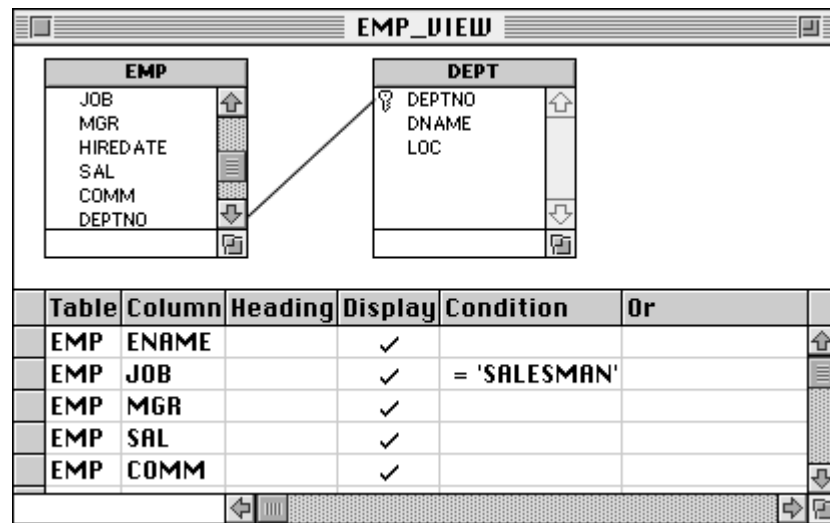 EMP_VIEW
EMP
JOB
MGR
HIREDATE
SAL
COMM
DEPTNO
DEPT
DEPTNO
DNAME
LOC
Table Column Heading Display Condition Or
EMP ENAME
EMP JOB = 'SALESMAN'
EMP MGR
EMP SAL
EMP COMM